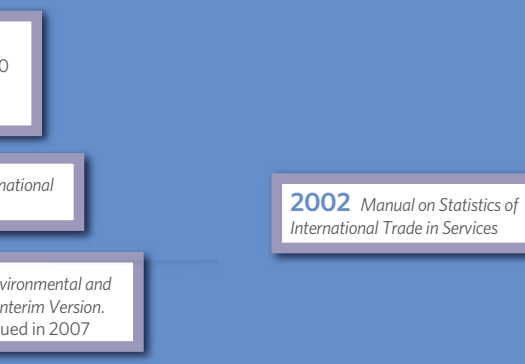 0
national
2002 Manual on Statistics of
International Trade in Services
vironmental and
nterim Version.
ued in 2007